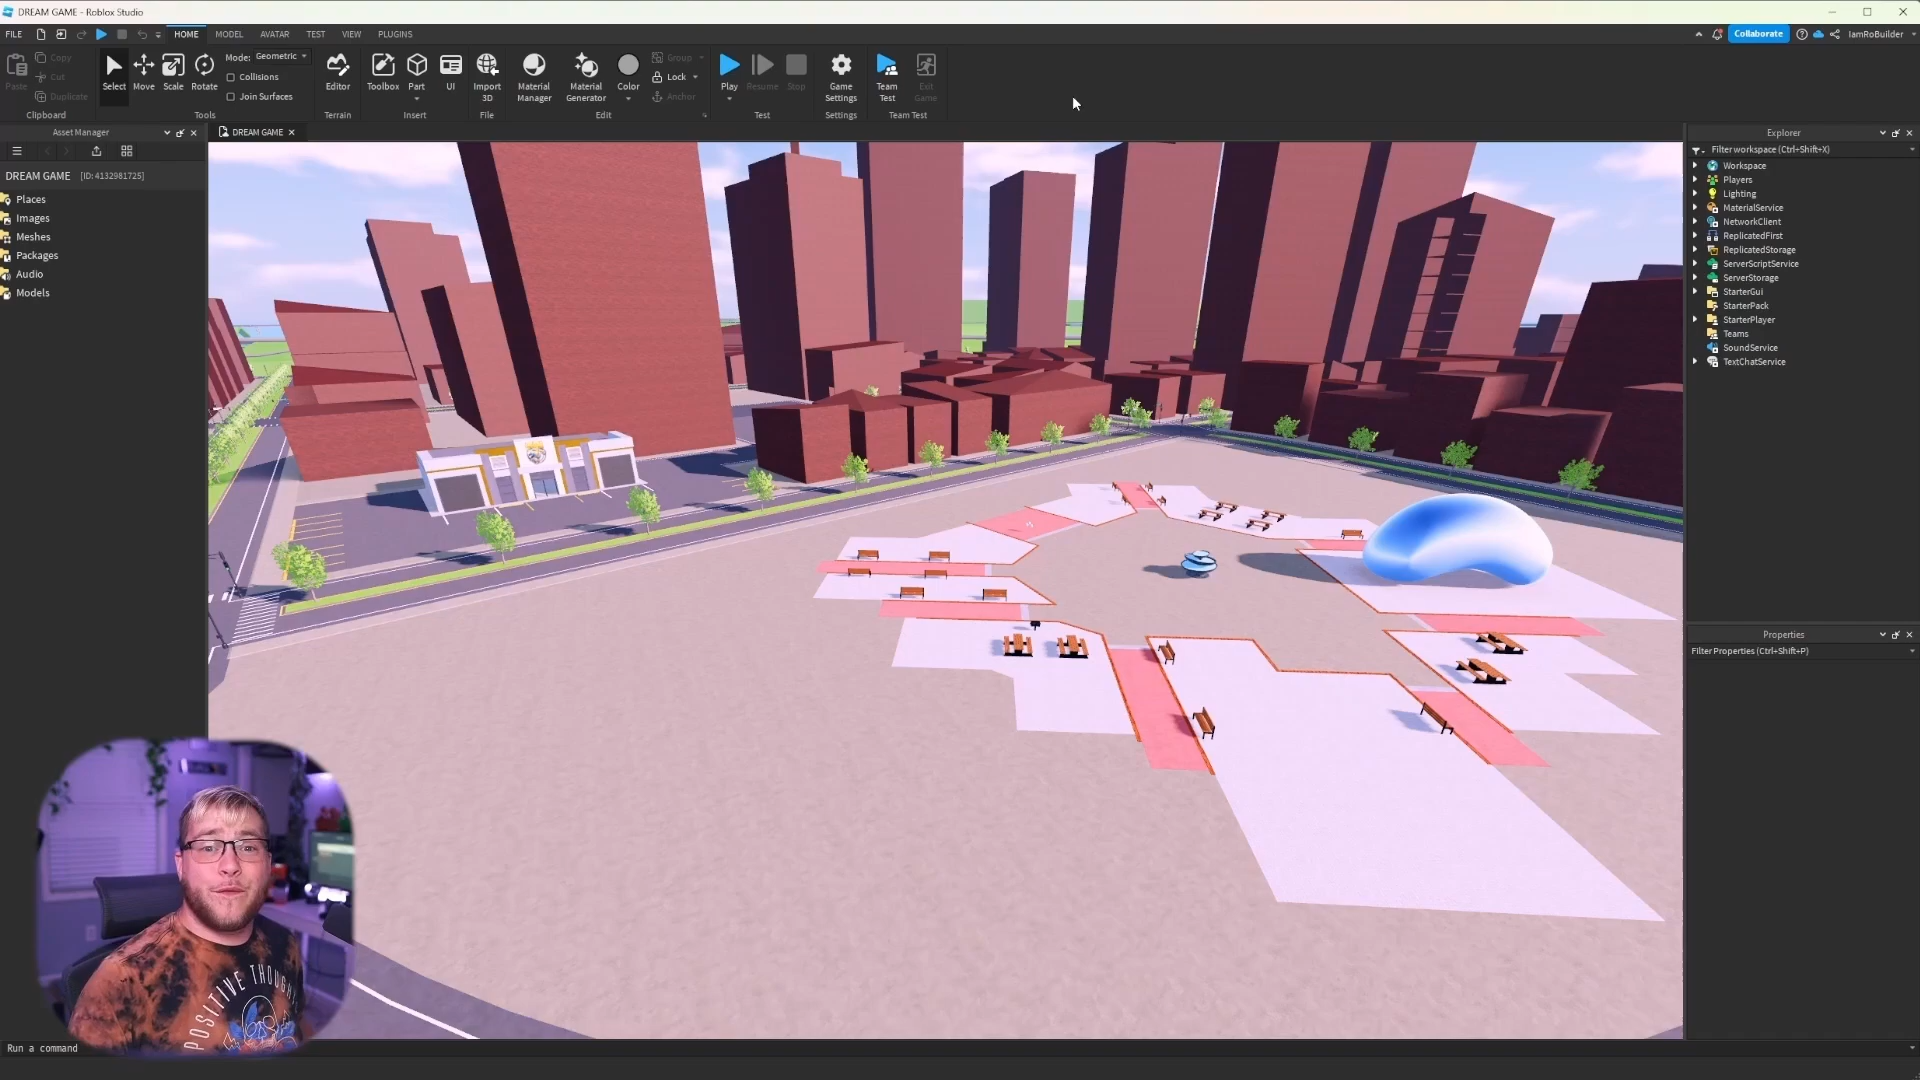 DREAM GAME - Roblox Studio
FILE HOME MODEL AVATAR TEST VIEW PLUGINS Collaborate IamRoBuilder
Paste Copy Cut Duplicate
Clipboard
Select Move Scale Rotate
Mode: Geometric
Collisions
Join Surfaces
Tools
Editor
Terrain
Toolbox Part UI
Insert
Import 3D
File
Material Manager Material Generator Color
Group
Lock
Anchor
Edit
Play Resume Stop
Test
Game Settings
Settings
Team Test Exit Game
Team Test
Asset Manager
DREAM GAME [ID: 4132981725]
Places
Images
Meshes
Packages
Audio
Models
DREAM GAME
Explorer
Filter workspace (Ctrl+Shift+X)
Workspace
Players
Lighting
MaterialService
NetworkClient
ReplicatedFirst
ReplicatedStorage
ServerScriptService
ServerStorage
StarterGui
StarterPack
StarterPlayer
Teams
SoundService
TextChatService
Properties
Filter Properties (Ctrl+Shift+P)
POSITIVE THOUGH
Run a command